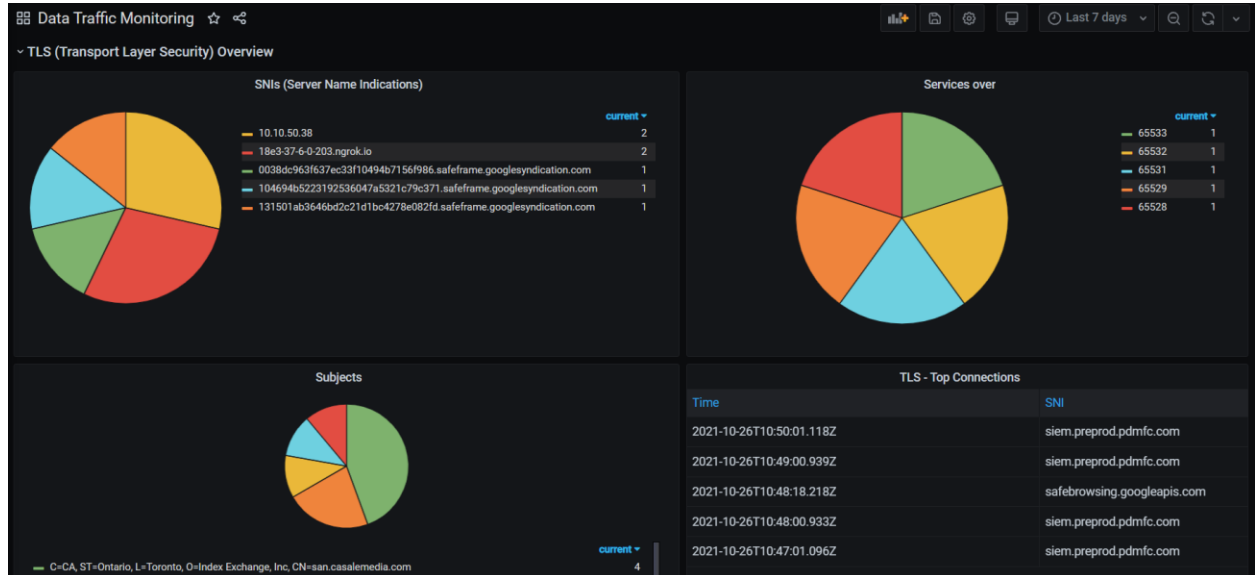 Data Traffic Monitoring
Last 7 days
TLS (Transport Layer Security) Overview
SNIs (Server Name Indications)
current
10.10.50.38 2
18e3-37-6-0-203.ngrok.io 2
0038dc963f637ec33f10494b7156f986.safeframe.googlesyndication.com 1
104694b5223192536047a5321c79c371.safeframe.googlesyndication.com 1
131501ab3646bd2c21d1bc4278e082fd.safeframe.googlesyndication.com 1
Services over
current
65533 1
65532 1
65531 1
65529 1
65528 1
Subjects
current
C=CA, ST=Ontario, L=Toronto, O=Index Exchange, Inc, CN=san.casalemedia.com 4
TLS - Top Connections
Time SNI
2021-10-26T10:50:01.118Z siem.preprod.pdmfc.com
2021-10-26T10:49:00.939Z siem.preprod.pdmfc.com
2021-10-26T10:48:18.218Z safebrowsing.googleapis.com
2021-10-26T10:48:00.933Z siem.preprod.pdmfc.com
2021-10-26T10:47:01.096Z siem.preprod.pdmfc.com